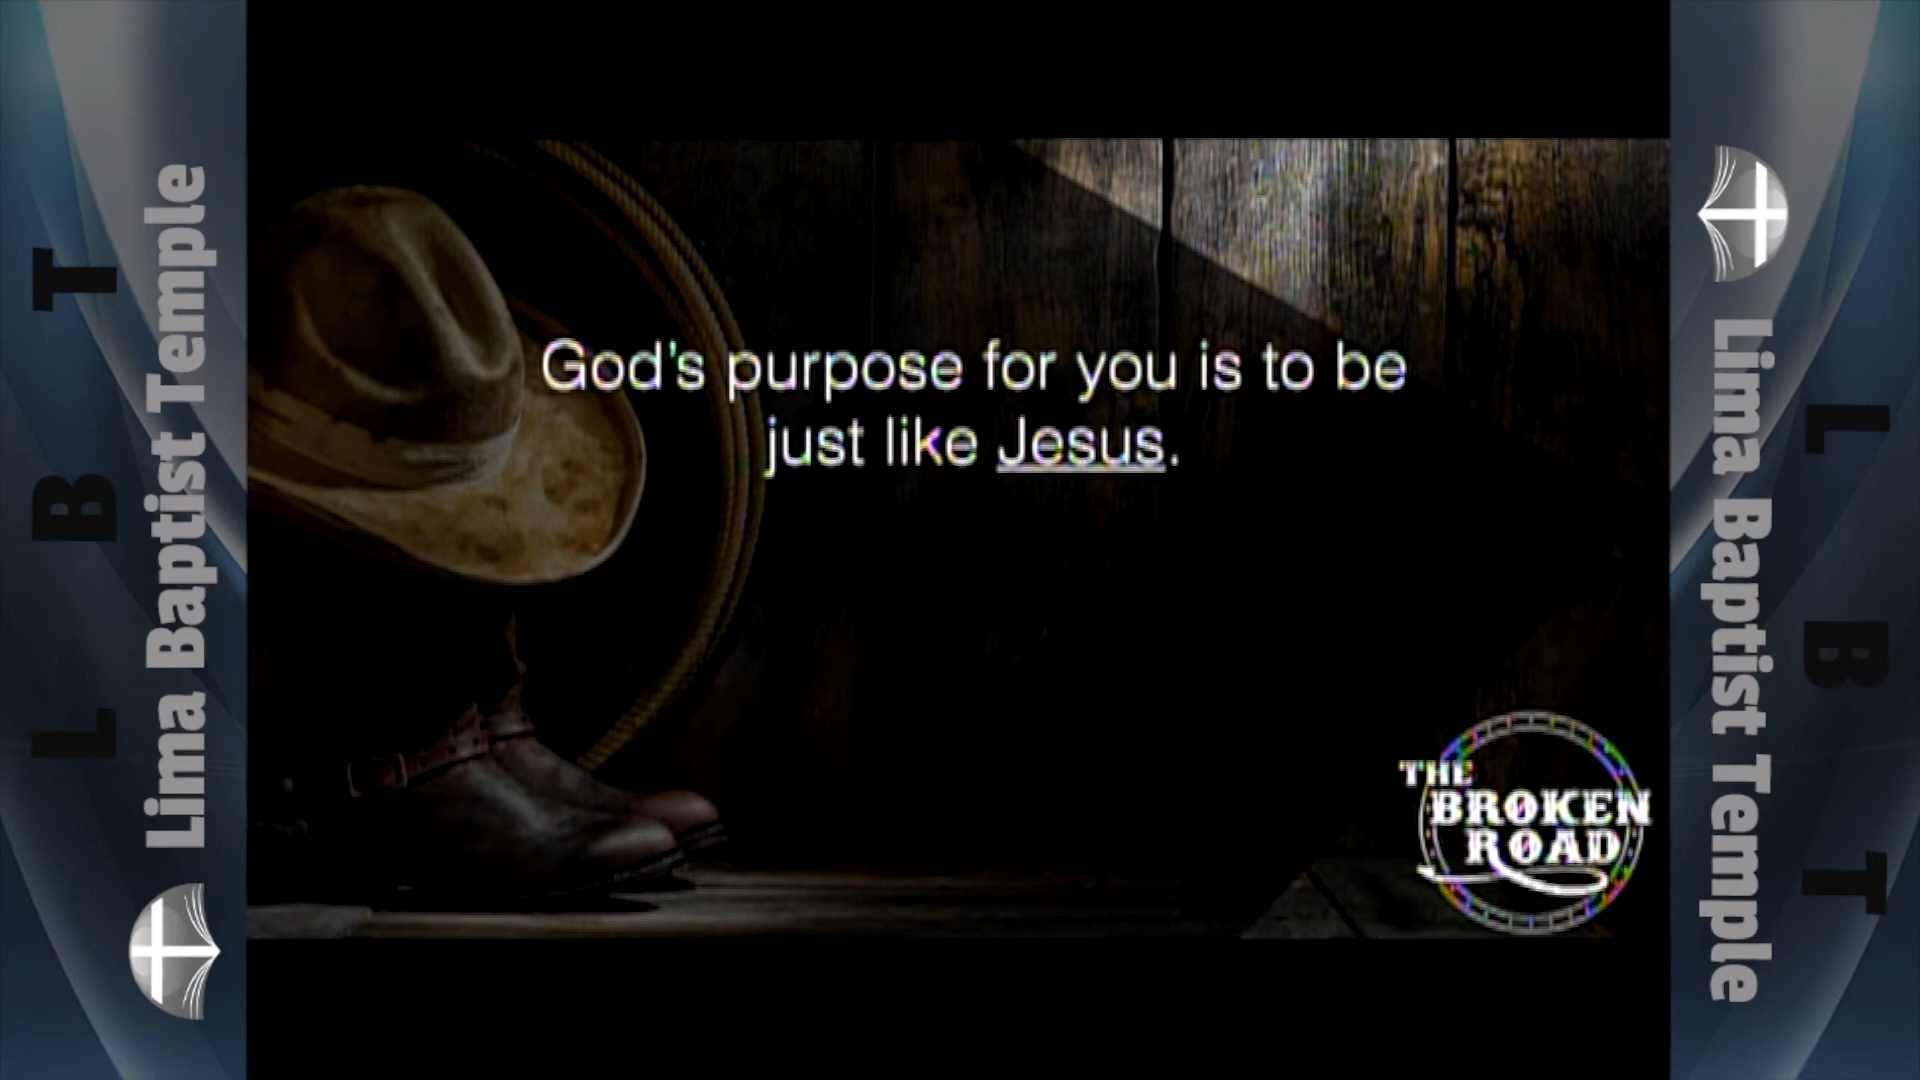 L B T
Lima Baptist Temple
God's purpose for you is to be
just like Jesus.
THE
BROKEN
ROAD
Lima Baptist Temple
L B T